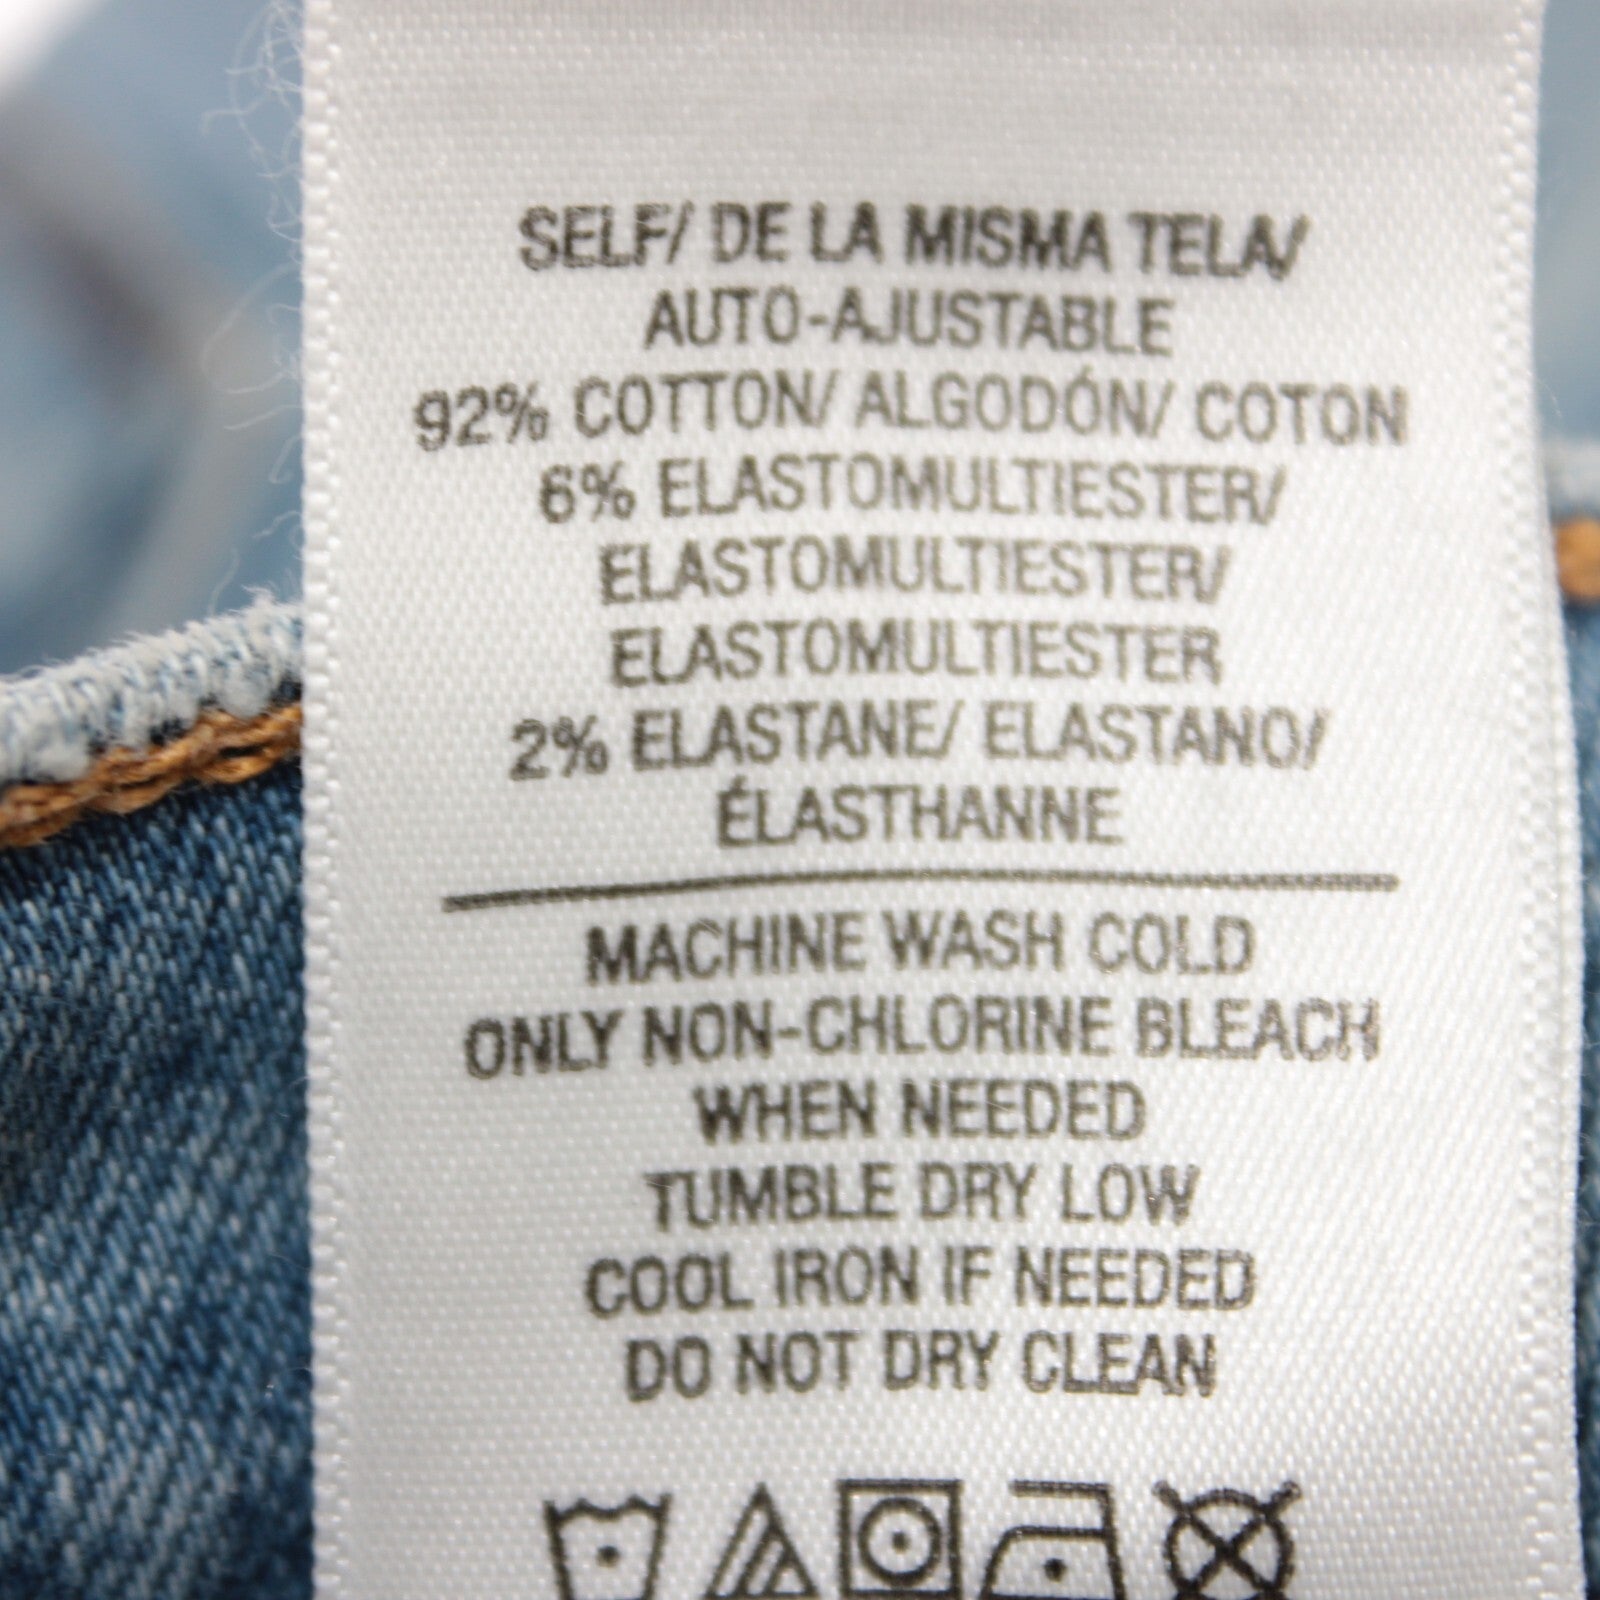 SELF/ DE LA MISMA TELA/
AUTO-AJUSTABLE
92% COTTON/ ALGODÓN/ COTON
6% ELASTOMULTIESTER/
ELASTOMULTIESTER/
ELASTOMULTIESTER
2% ELASTANE/ ELASTANO/
ÉLASTHANNE
MACHINE WASH COLD
ONLY NON-CHLORINE BLEACH
WHEN NEEDED
TUMBLE DRY LOW
COOL IRON IF NEEDED
DO NOT DRY CLEAN